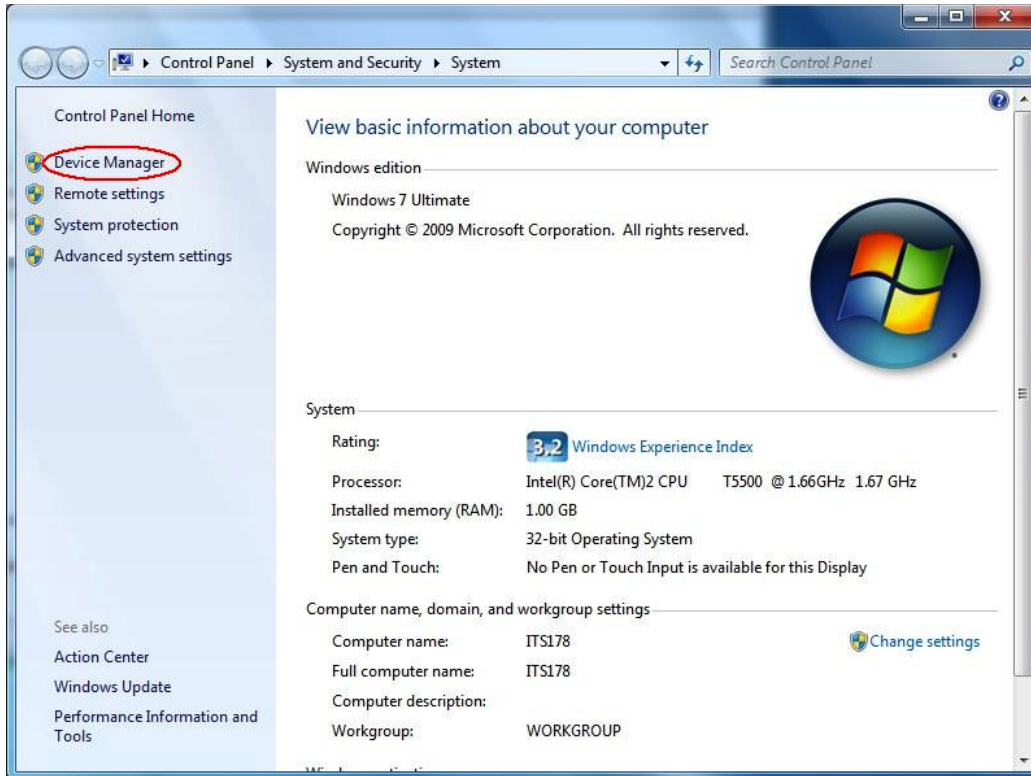 Control Panel ▸ System and Security ▸ System
Search Control Panel
Control Panel Home
Device Manager
Remote settings
System protection
Advanced system settings
See also
Action Center
Windows Update
Performance Information and
Tools
View basic information about your computer
Windows edition
Windows 7 Ultimate
Copyright © 2009 Microsoft Corporation. All rights reserved.
System
Rating: 3.2 Windows Experience Index
Processor: Intel(R) Core(TM)2 CPU T5500 @ 1.66GHz 1.67 GHz
Installed memory (RAM): 1.00 GB
System type: 32-bit Operating System
Pen and Touch: No Pen or Touch Input is available for this Display
Computer name, domain, and workgroup settings
Computer name: ITS178 Change settings
Full computer name: ITS178
Computer description:
Workgroup: WORKGROUP